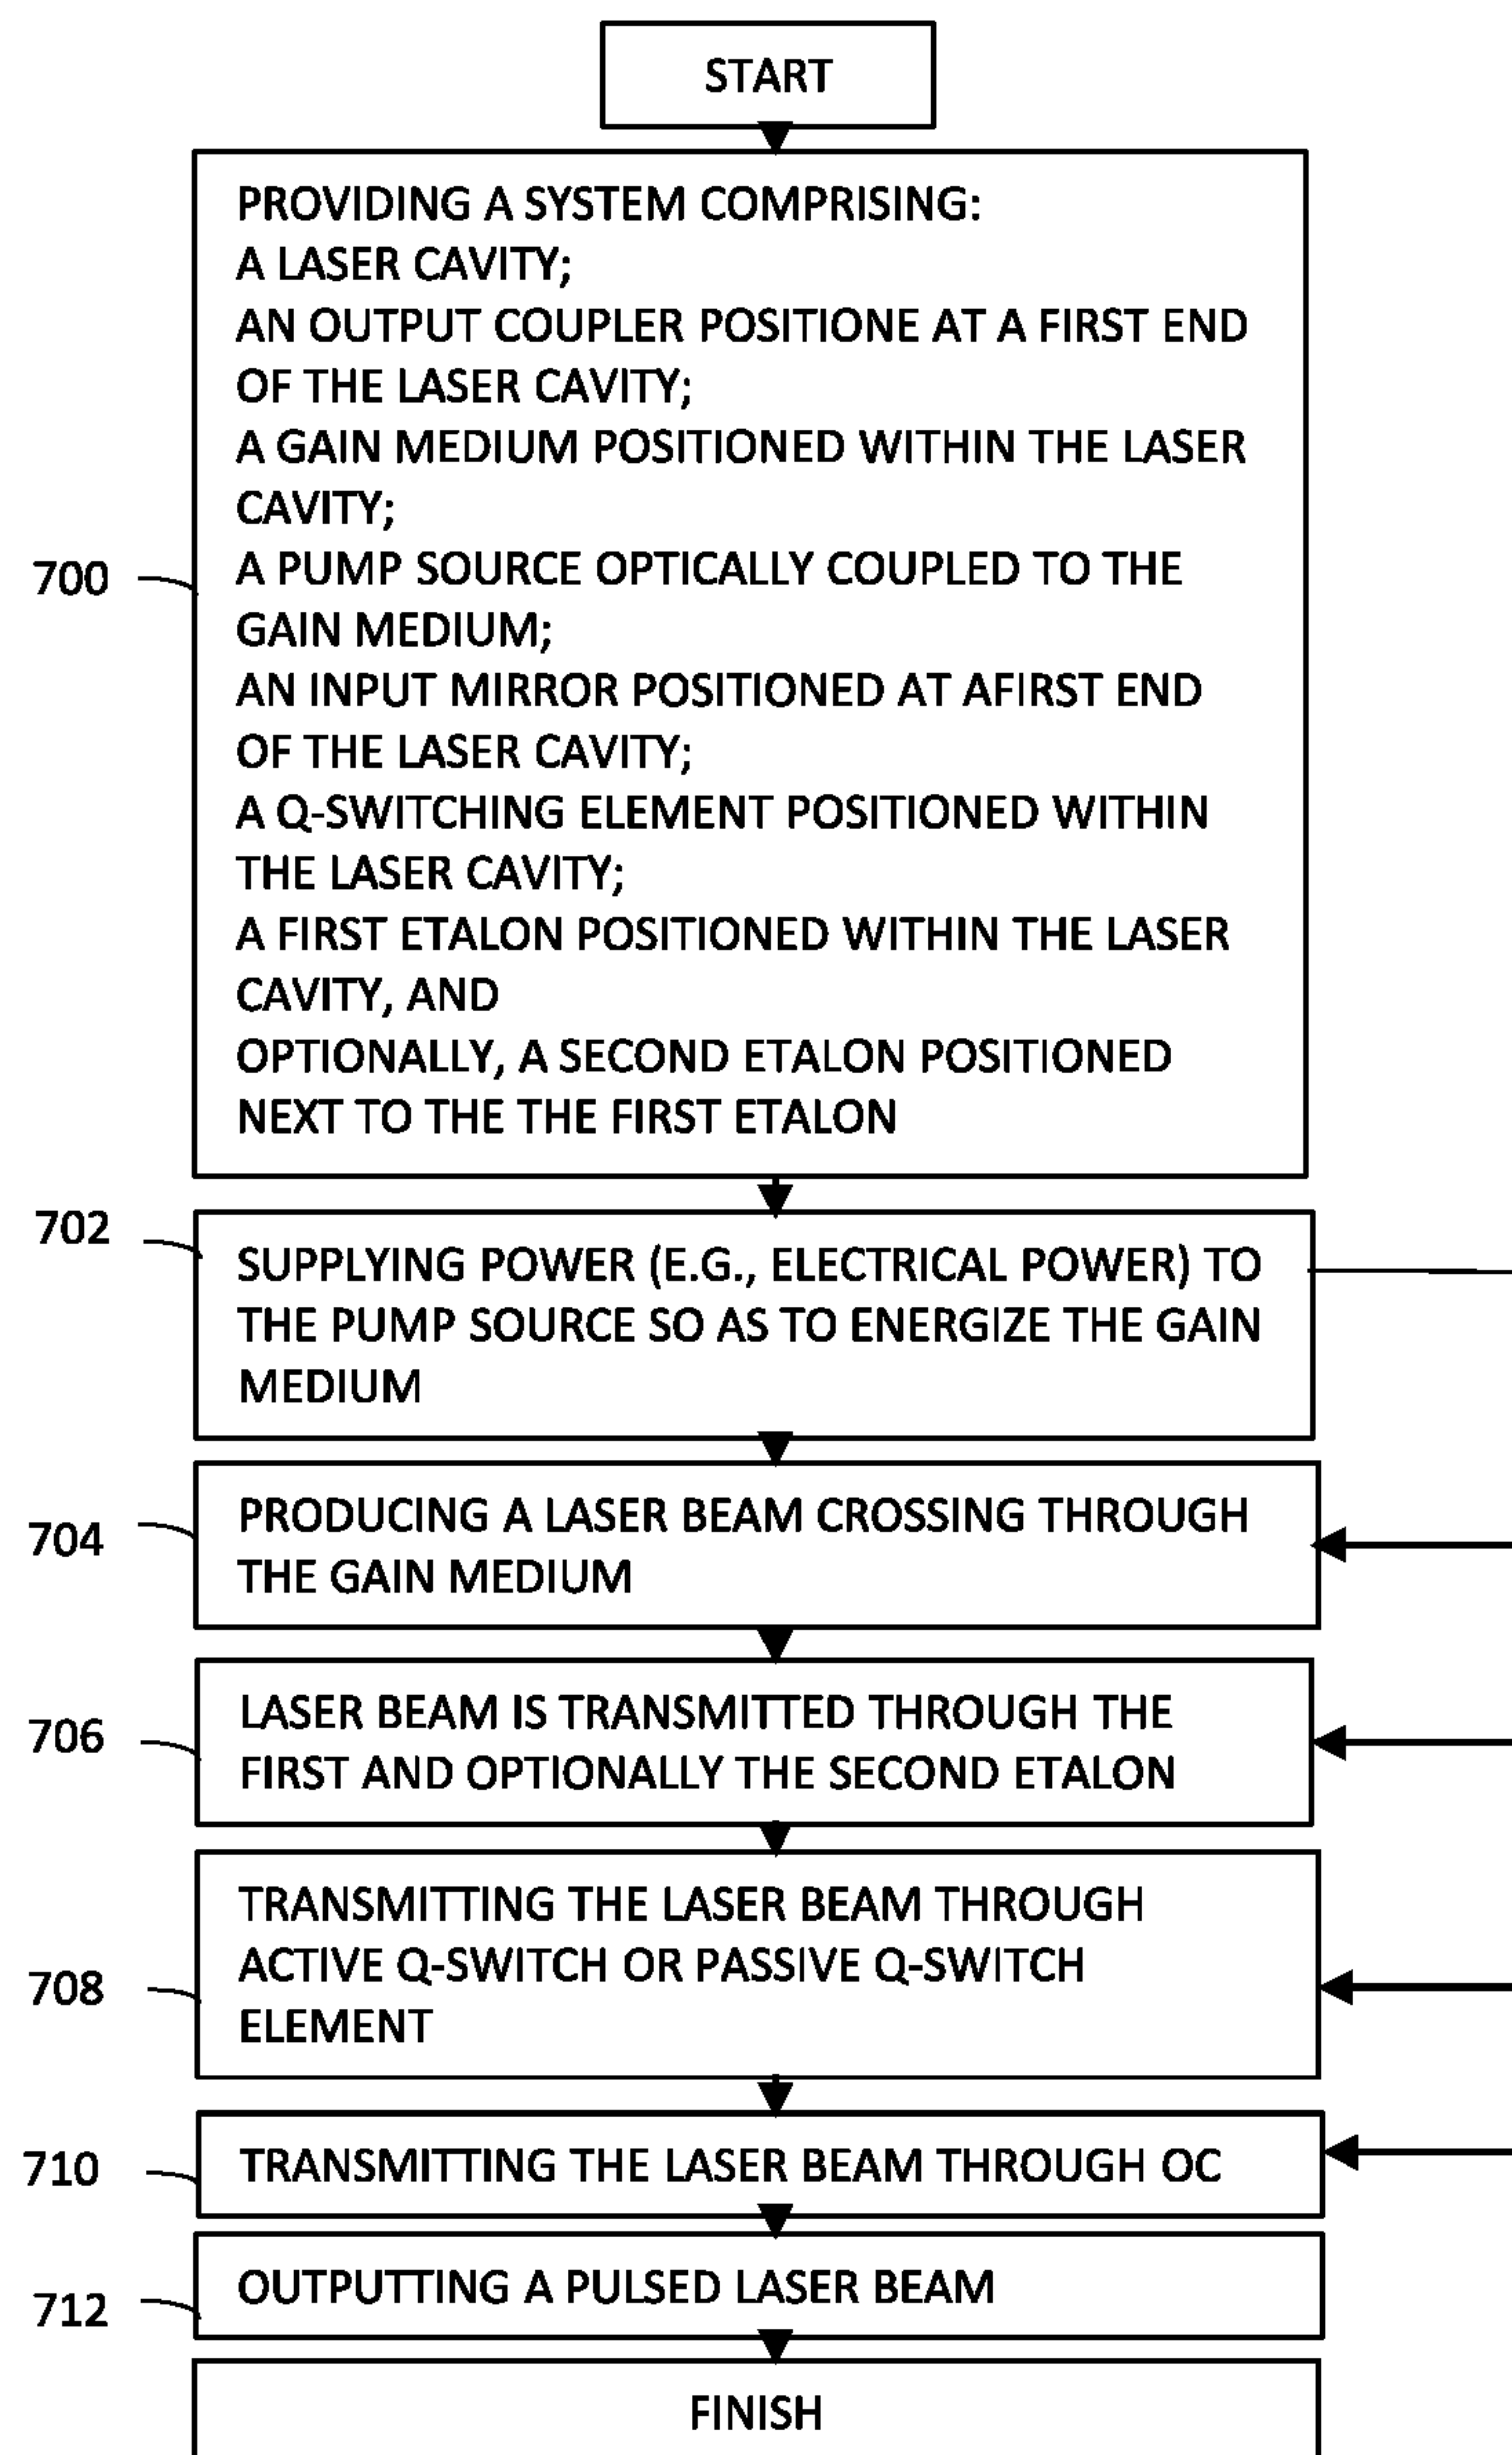 START
PROVIDING A SYSTEM COMPRISING:
A LASER CAVITY;
AN OUTPUT COUPLER POSITIONE AT A FIRST END
OF THE LASER CAVITY;
A GAIN MEDIUM POSITIONED WITHIN THE LASER
CAVITY;
A PUMP SOURCE OPTICALLY COUPLED TO THE
GAIN MEDIUM;
AN INPUT MIRROR POSITIONED AT AFIRST END
OF THE LASER CAVITY;
A Q-SWITCHING ELEMENT POSITIONED WITHIN
THE LASER CAVITY;
A FIRST ETALON POSITIONED WITHIN THE LASER
CAVITY, AND
OPTIONALLY, A SECOND ETALON POSITIONED
NEXT TO THE THE FIRST ETALON
700
702
SUPPLYING POWER (E.G., ELECTRICAL POWER) TO
THE PUMP SOURCE SO AS TO ENERGIZE THE GAIN
MEDIUM
704
PRODUCING A LASER BEAM CROSSING THROUGH
THE GAIN MEDIUM
706
LASER BEAM IS TRANSMITTED THROUGH THE
FIRST AND OPTIONALLY THE SECOND ETALON
708
TRANSMITTING THE LASER BEAM THROUGH
ACTIVE Q-SWITCH OR PASSIVE Q-SWITCH
ELEMENT
710
TRANSMITTING THE LASER BEAM THROUGH OC
712
OUTPUTTING A PULSED LASER BEAM
FINISH